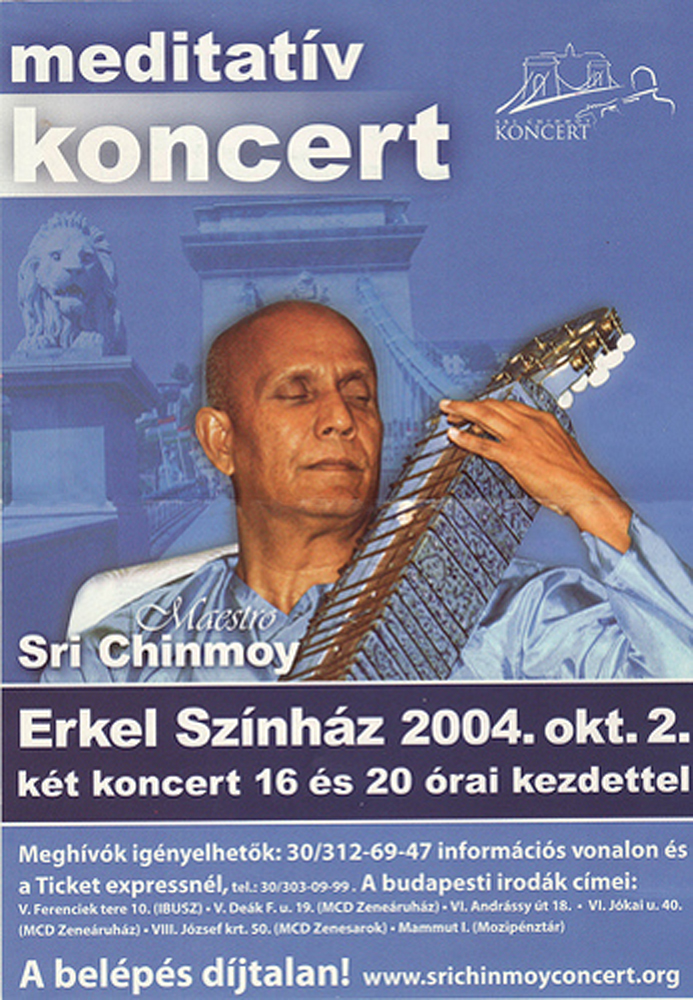 meditatív
koncert
SRI CHINMOY
KONCERT
Maestro
Sri Chinmoy
Erkel Színház 2004. okt. 2.
két koncert 16 és 20 órai kezdettel
Meghívók igényelhetők: 30/312-69-47 információs vonalon és
a Ticket expressnél, tel.: 30/303-09-99. A budapesti irodák címei:
V. Ferenciek tere 10. (IBUSZ) • V. Deák F. u. 19. (MCD Zeneáruház) • VI. Andrássy út 18. • VI. Jókai u. 40.
(MCD Zeneáruház) • VIII. József krt. 50. (MCD Zenesarok) • Mammut I. (Mozipénztár)
A belépés díjtalan! www.srichinmoyconcert.org